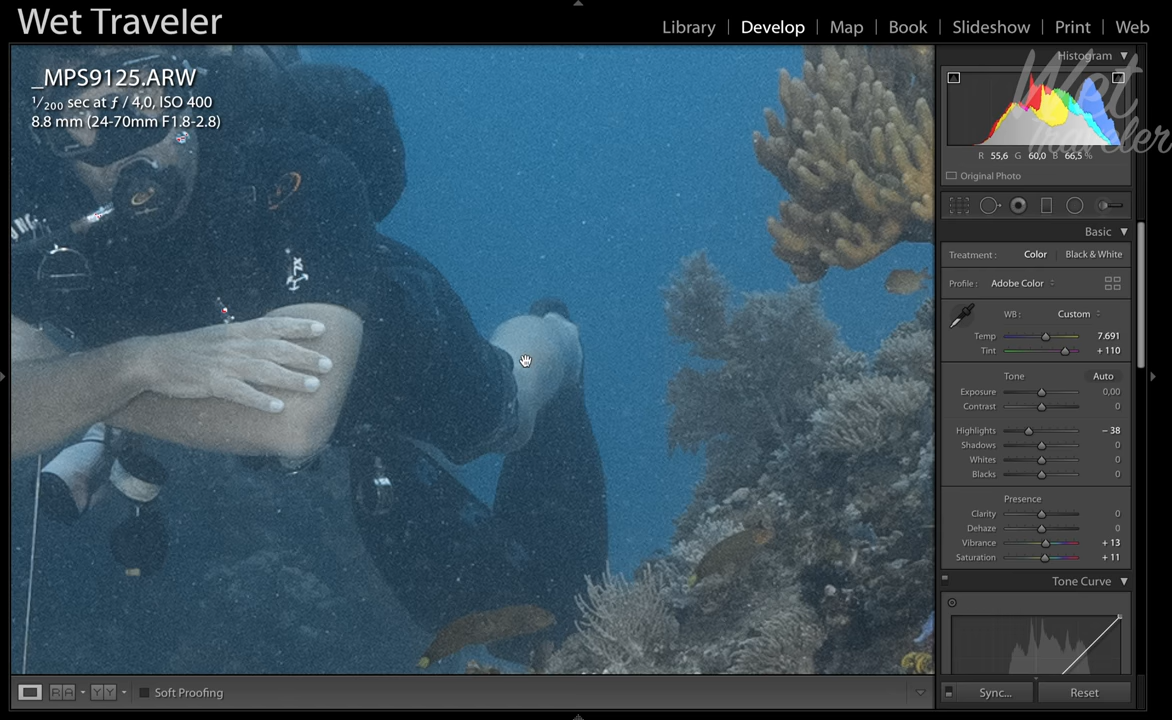 Wet Traveler
Library | Develop | Map | Book | Slideshow | Print | Web
_MPS9125.ARW
1/200 sec at ƒ / 4,0, ISO 400
8.8 mm (24-70mm F1.8-2.8)
Histogram
Wet
Traveler
R 55,6 G 60,0 B 66,5 %
Original Photo
Basic
Treatment : Color | Black & White
Profile : Adobe Color
WB : Custom
Temp 7.691
Tint + 110
Tone Auto
Exposure 0,00
Contrast 0
Highlights − 38
Shadows 0
Whites 0
Blacks 0
Presence
Clarity 0
Dehaze 0
Vibrance + 13
Saturation + 11
Tone Curve
R A Y Y Soft Proofing
Sync... Reset